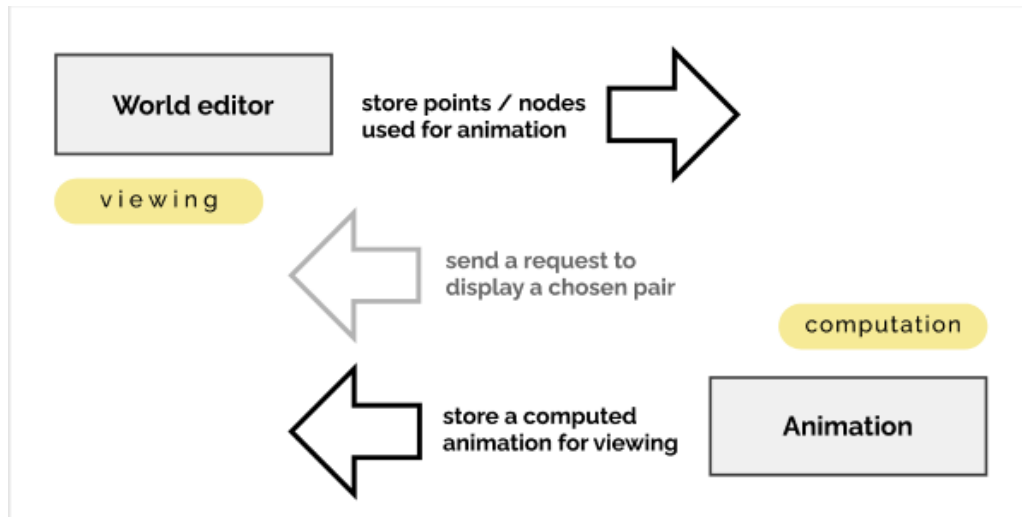 World editor
store points / nodes
used for animation
viewing
send a request to
display a chosen pair
computation
store a computed
animation for viewing
Animation